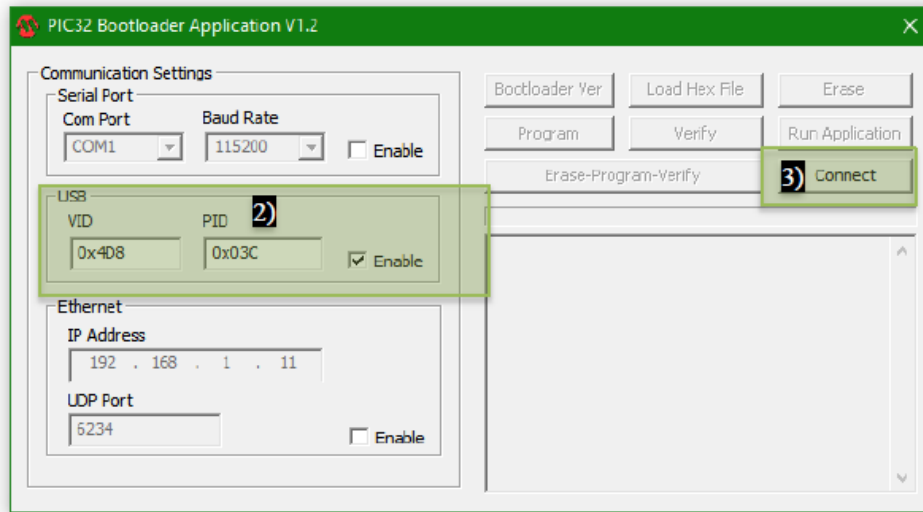 PIC32 Bootloader Application V1.2
Communication Settings
Serial Port
Com Port Baud Rate
COM1 115200 Enable
USB
VID PID 2)
0x4D8 0x03C Enable
Ethernet
IP Address
192 . 168 . 1 . 11
UDP Port
6234 Enable
Bootloader Ver Load Hex File Erase
Program Verify Run Application
Erase-Program-Verify 3) Connect